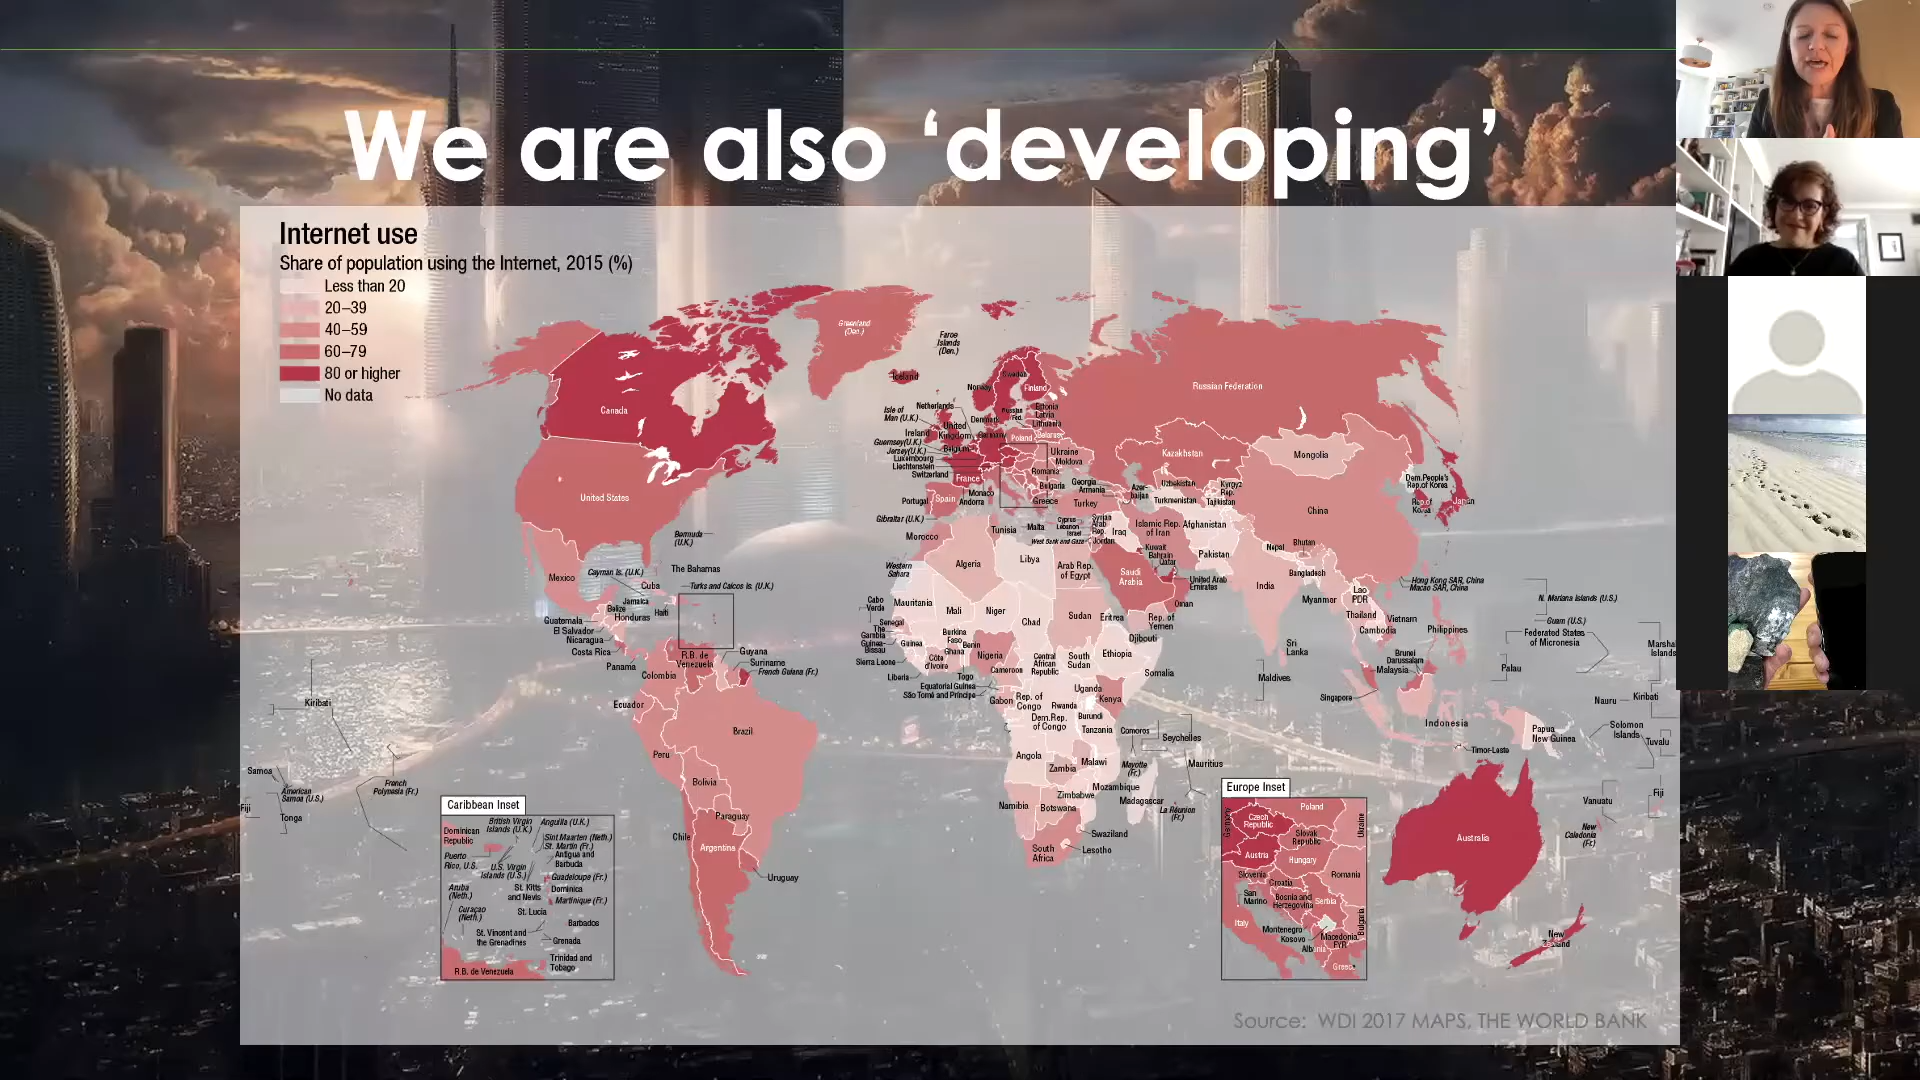 We are also ‘developing’
Internet use
Share of population using the Internet, 2015 (%)
Less than 20
20–39
40–59
60–79
80 or higher
No data
Greenland
(Den.)
Faroe
Islands
(Den.)
Iceland
Norway
Sweden
Finland
Russian Federation
Canada
Isle of
Man (U.K.)
Netherlands
Denmark
Russian
Fed.
Estonia
Latvia
Lithuania
Ireland
United
Kingdom
Germany
Poland
Belarus
Guernsey(U.K.)
Jersey(U.K.)
Belgium
Luxembourg
Liechtenstein
Switzerland
Ukraine
Moldova
Romania
France
Monaco
Andorra
Bulgaria
Portugal
Spain
Greece
Gibraltar (U.K.)
Georgia
Armenia
Azer-
baijan
Turkey
Kazakhstan
Uzbekistan
Turkmenistan
Kyrgyz
Rep.
Tajikistan
Mongolia
Dem.People's
Rep.of Korea
Rep.of
Korea
Japan
China
United States
Bermuda
(U.K.)
Morocco
Tunisia
Malta
Cyprus
Lebanon
Israel
West Bank and Gaza
Syrian
Arab
Rep.
Jordan
Iraq
Islamic Rep.
of Iran
Afghanistan
Kuwait
Bahrain
Qatar
Pakistan
Nepal
Bhutan
Algeria
Libya
Arab Rep.
of Egypt
Saudi
Arabia
United Arab
Emirates
Oman
India
Bangladesh
Myanmar
Lao
PDR
Hong Kong SAR, China
Macao SAR, China
Western
Sahara
Mexico
Cayman Is. (U.K.)
The Bahamas
Cuba
Turks and Caicos Is. (U.K.)
Jamaica
Belize
Honduras
Haiti
Guatemala
El Salvador
Nicaragua
Costa Rica
Panama
Cabo
Verde
Mauritania
Mali
Niger
Chad
Sudan
Eritrea
Rep. of
Yemen
Thailand
Vietnam
Cambodia
Philippines
N. Mariana Islands (U.S.)
Guam (U.S.)
Federated States
of Micronesia
Marshall
Islands
Senegal
The
Gambia
Guinea-
Bissau
Guinea
Sierra Leone
Liberia
Burkina
Faso
Ghana
Benin
Côte
d'Ivoire
Togo
Nigeria
Cameroon
Central
African
Republic
South
Sudan
Ethiopia
Djibouti
Somalia
Sri
Lanka
Maldives
Brunei
Darussalam
Malaysia
Singapore
Palau
R.B. de
Venezuela
Guyana
Suriname
French Guiana (Fr.)
Colombia
Ecuador
Equatorial Guinea
São Tomé and Príncipe
Gabon
Rep. of
Congo
Uganda
Kenya
Rwanda
Burundi
Dem.Rep.
of Congo
Tanzania
Comoros
Seychelles
Kiribati
Nauru
Kiribati
Indonesia
Papua
New Guinea
Solomon
Islands
Tuvalu
Timor-Leste
Peru
Brazil
Bolivia
Angola
Zambia
Malawi
Mayotte
(Fr.)
Mozambique
Mauritius
Madagascar
La Réunion
(Fr.)
Zimbabwe
Namibia
Botswana
Swaziland
Lesotho
South
Africa
Samoa
American
Samoa (U.S.)
French
Polynesia (Fr.)
Fiji
Tonga
Paraguay
Chile
Argentina
Uruguay
Vanuatu
Fiji
New
Caledonia
(Fr.)
Australia
New
Zealand
Caribbean Inset
Dominican
Republic
British Virgin
Islands (U.K.)
Anguilla (U.K.)
Sint Maarten (Neth.)
St. Martin (Fr.)
Antigua and
Barbuda
Puerto
Rico, U.S.
U.S. Virgin
Islands (U.S.)
Guadeloupe (Fr.)
Aruba
(Neth.)
St. Kitts
and Nevis
Dominica
Martinique (Fr.)
Curaçao
(Neth.)
St. Lucia
Barbados
St. Vincent and
the Grenadines
Grenada
Trinidad and
Tobago
R.B. de Venezuela
Europe Inset
Germany
Poland
Czech
Republic
Ukraine
Slovak
Republic
Austria
Hungary
Slovenia
Romania
Croatia
San
Marino
Bosnia and
Herzegovina
Serbia
Italy
Montenegro
Kosovo
Bulgaria
Macedonia,
FYR
Albania
Greece
Source: WDI 2017 MAPS, THE WORLD BANK